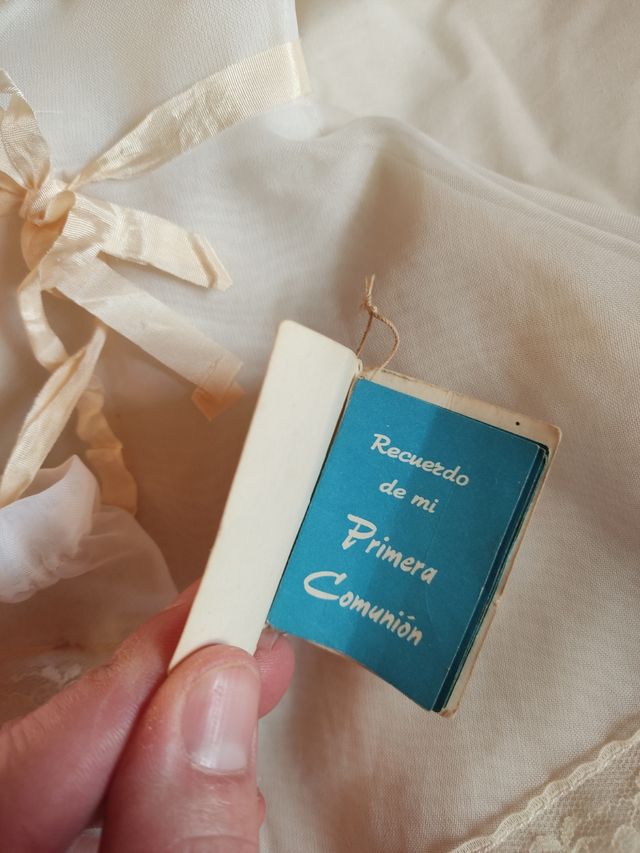 Recuerdo
de mi
Primera
Comunión